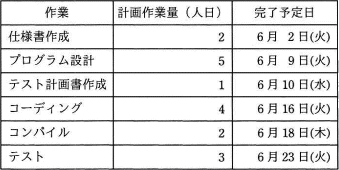 作業 計画作業量（人日） 完了予定日
仕様書作成 2 6月 2日(火)
プログラム設計 5 6月 9日(火)
テスト計画書作成 1 6月10日(水)
コーディング 4 6月16日(火)
コンパイル 2 6月18日(木)
テスト 3 6月23日(火)